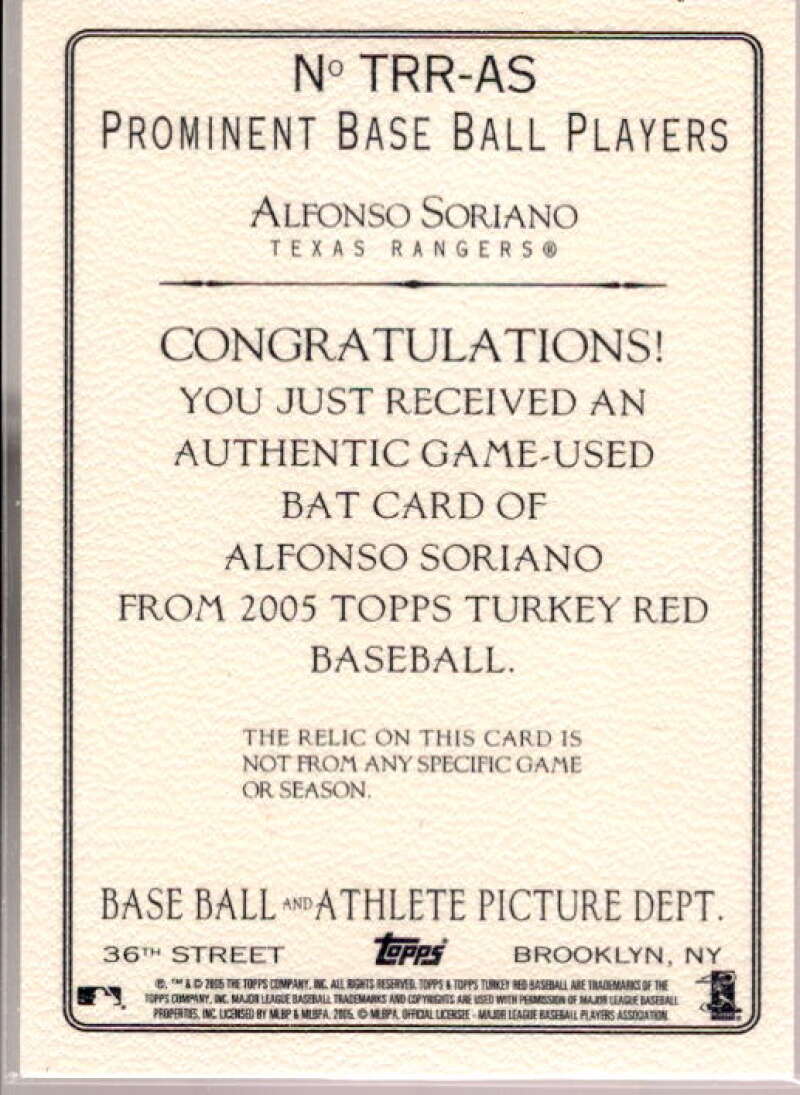 Nº TRR-AS
PROMINENT BASE BALL PLAYERS
ALFONSO SORIANO
TEXAS RANGERS®
CONGRATULATIONS!
YOU JUST RECEIVED AN
AUTHENTIC GAME-USED
BAT CARD OF
ALFONSO SORIANO
FROM 2005 TOPPS TURKEY RED
BASEBALL.
THE RELIC ON THIS CARD IS
NOT FROM ANY SPECIFIC GAME
OR SEASON.
BASE BALL AND ATHLETE PICTURE DEPT.
36TH STREET topps BROOKLYN, NY
®, ™ & © 2005 THE TOPPS COMPANY, INC. ALL RIGHTS RESERVED. TOPPS & TOPPS TURKEY RED BASEBALL ARE TRADEMARKS OF THE
TOPPS COMPANY, INC. MAJOR LEAGUE BASEBALL TRADEMARKS AND COPYRIGHTS ARE USED WITH PERMISSION OF MAJOR LEAGUE BASEBALL
PROPERTIES, INC. LICENSED BY MLBP & MLBPA, 2005. © MLBPA, OFFICIAL LICENSEE - MAJOR LEAGUE BASEBALL PLAYERS ASSOCIATION.